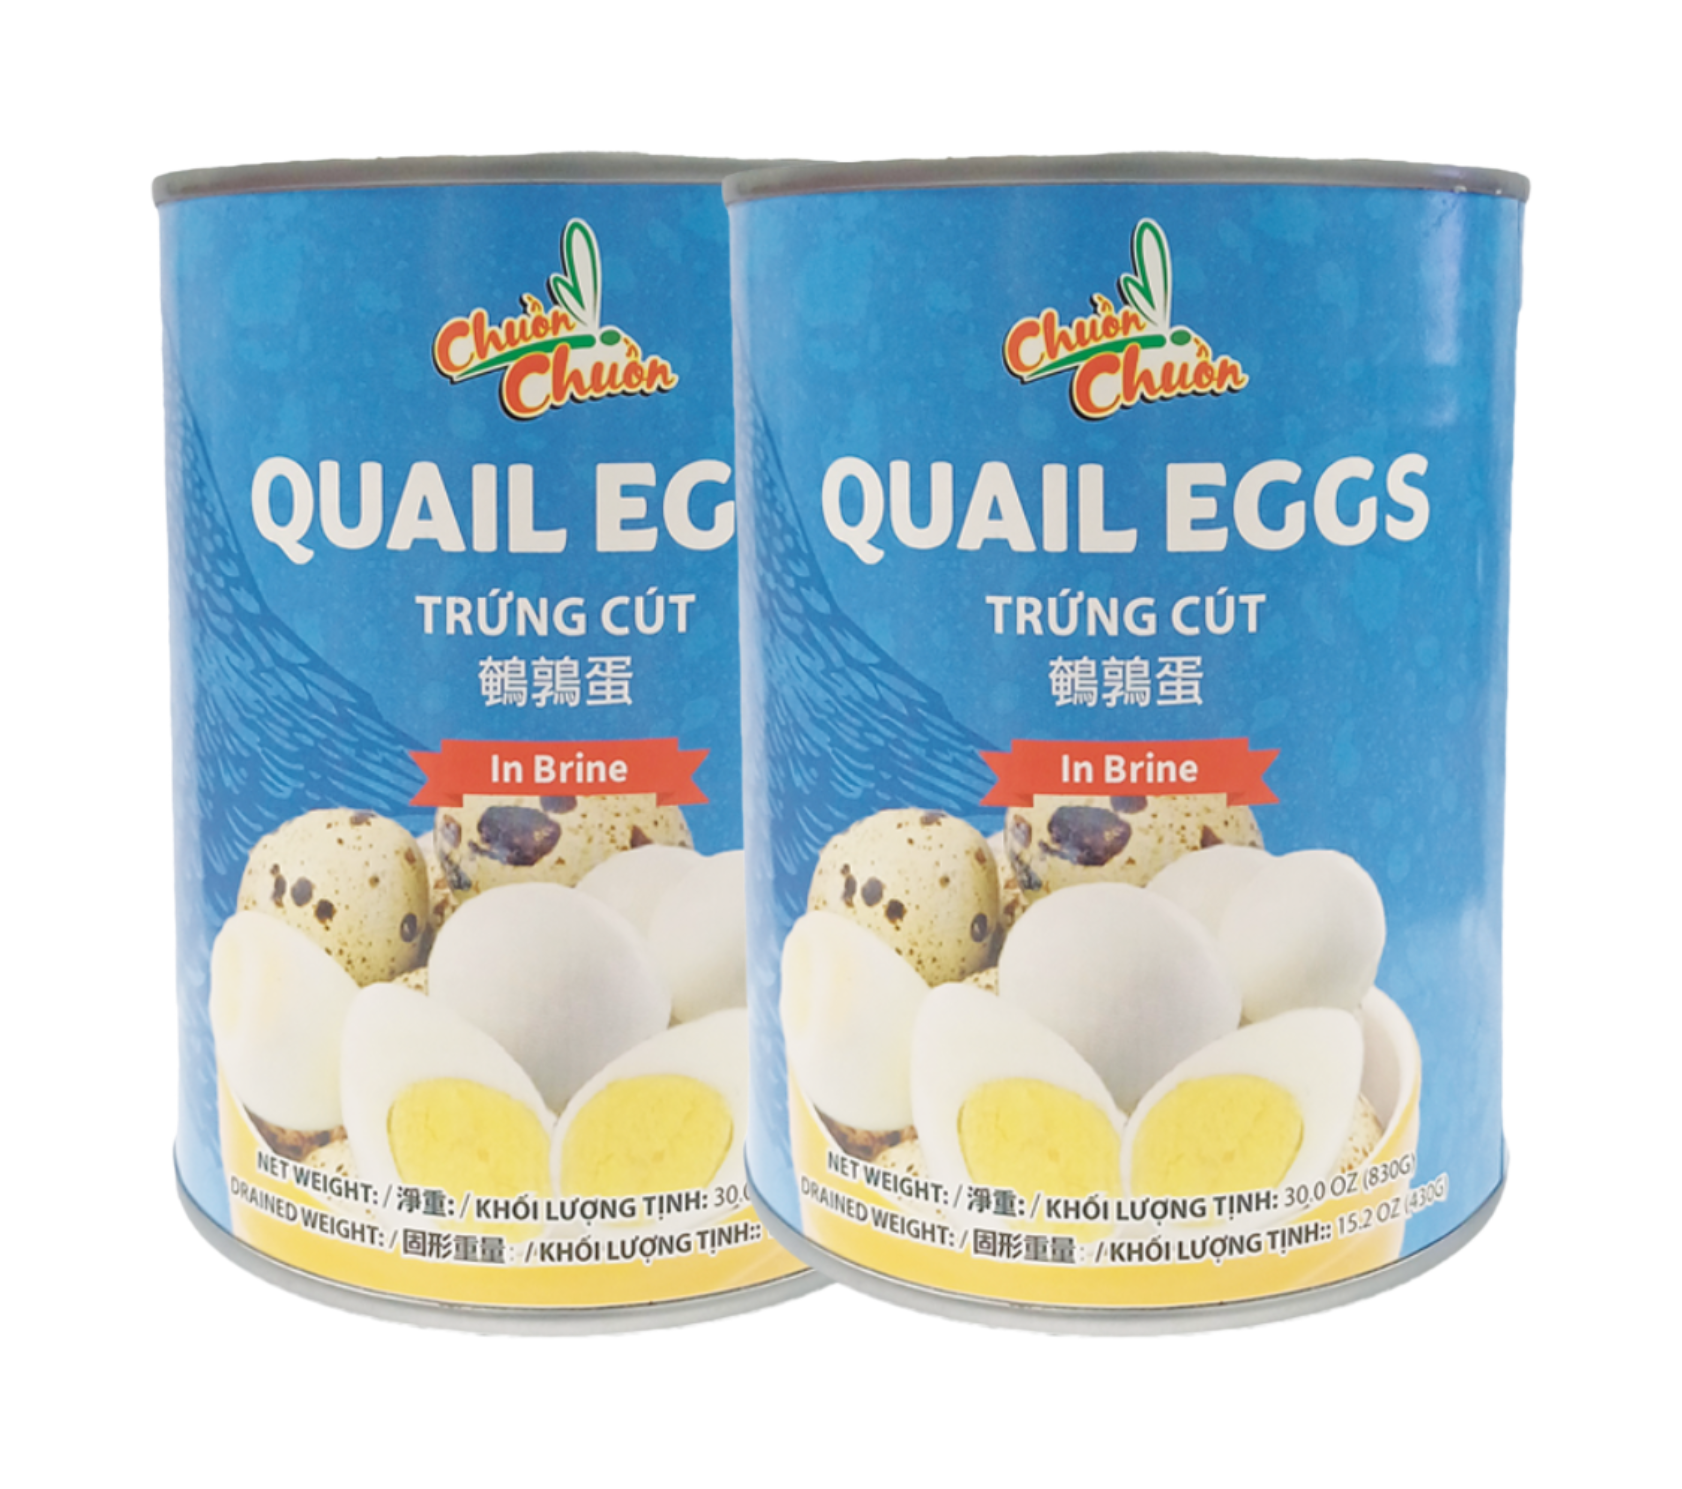 Chuồn
Chuồn
QUAIL EG
TRỨNG CÚT
鵪鶉蛋
In Brine
NET WEIGHT: / 淨重: / KHỐI LƯỢNG TỊNH: 30.0
DRAINED WEIGHT: / 固形重量: / KHỐI LƯỢNG TỊNH::
Chuồn
Chuồn
QUAIL EGGS
TRỨNG CÚT
鵪鶉蛋
In Brine
NET WEIGHT: / 淨重: / KHỐI LƯỢNG TỊNH: 30.0 OZ (830G)
DRAINED WEIGHT: / 固形重量: / KHỐI LƯỢNG TỊNH:: 15.2 OZ (430G)